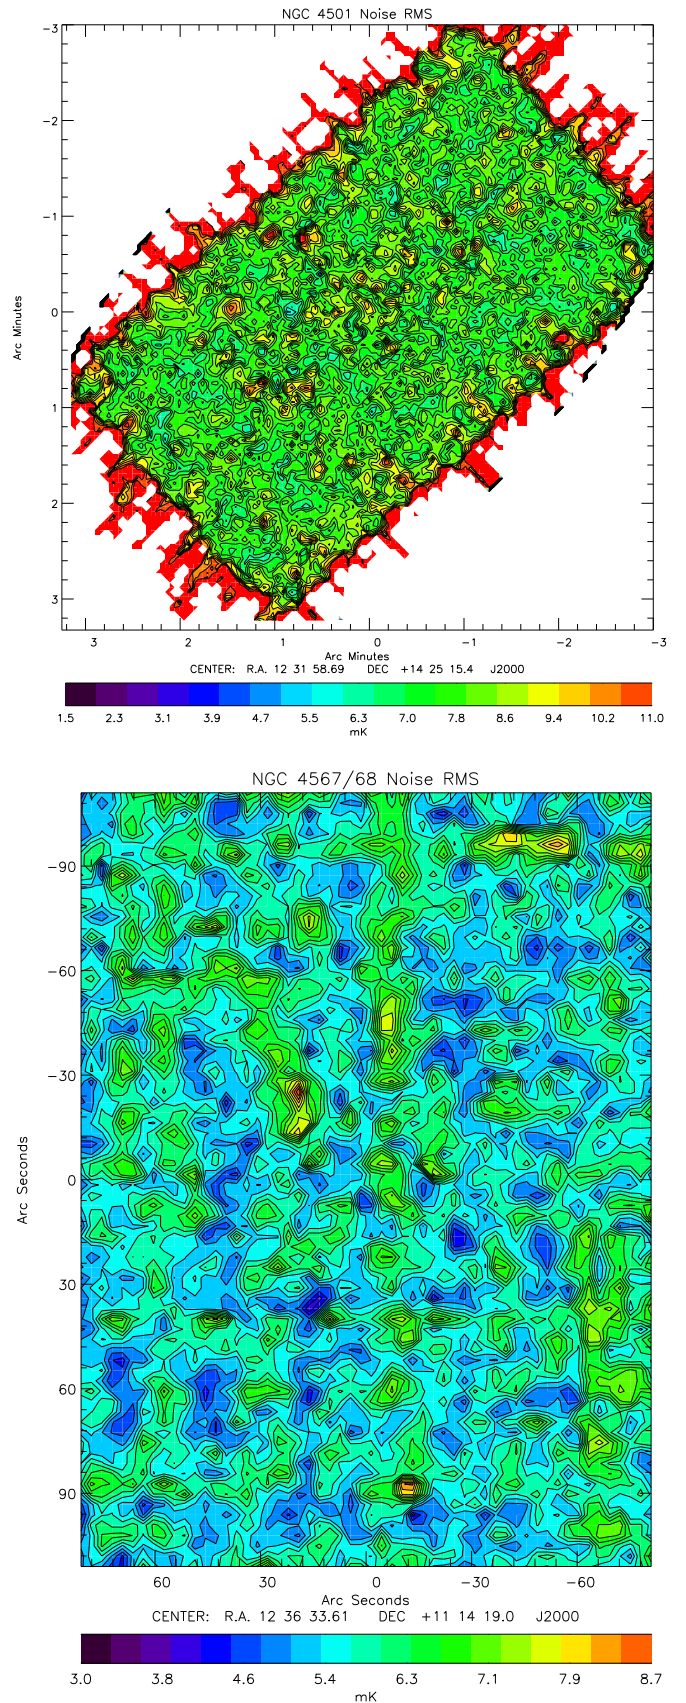 NGC 4501 Noise RMS
−3
−2
−1
0
1
2
3
Arc Minutes
3 2 1 0 −1 −2 −3
Arc Minutes
CENTER: R.A. 12 31 58.69 DEC +14 25 15.4 J2000
1.5 2.3 3.1 3.9 4.7 5.5 6.3 7.0 7.8 8.6 9.4 10.2 11.0
mK
NGC 4567/68 Noise RMS
−90
−60
−30
0
30
60
90
Arc Seconds
60 30 0 −30 −60
Arc Seconds
CENTER: R.A. 12 36 33.61 DEC +11 14 19.0 J2000
3.0 3.8 4.6 5.4 6.3 7.1 7.9 8.7
mK